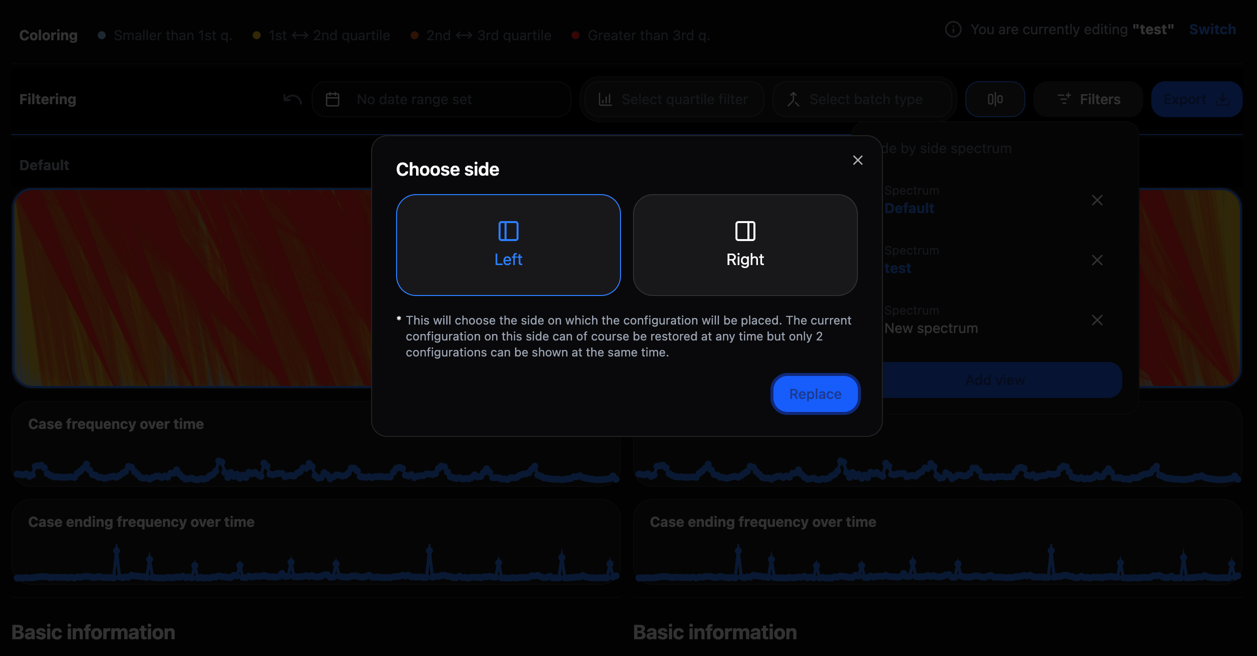 Coloring
Smaller than 1st q.
1st <-> 2nd quartile
2nd <-> 3rd quartile
Greater than 3rd q.
You are currently editing "test" Switch
Filtering
No date range set
Select quartile filter
Select batch type
Filters
Export
Default
Choose side
Left
Right
* This will choose the side on which the configuration will be placed. The current
configuration on this side can of course be restored at any time but only 2
configurations can be shown at the same time.
Replace
de by side spectrum
Spectrum
Default
Spectrum
test
Spectrum
New spectrum
Add view
Case frequency over time
Case ending frequency over time
Case ending frequency over time
Basic information
Basic information